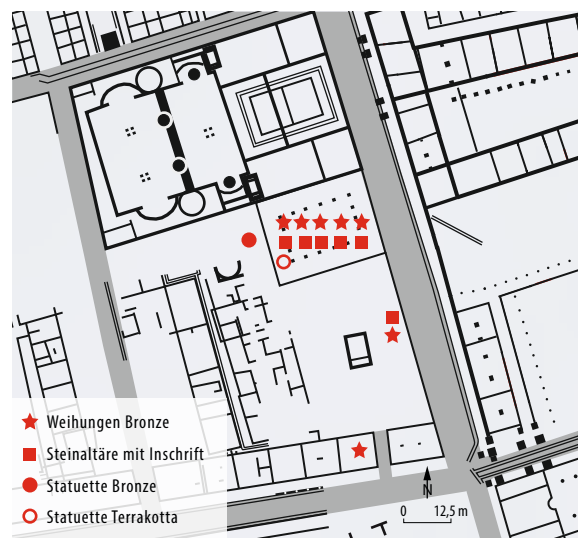 Weihungen Bronze
Steinaltäre mit Inschrift
Statuette Bronze
Statuette Terrakotta
N
0 12,5 m